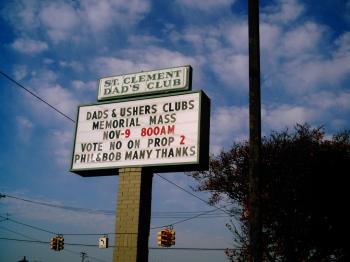 ST. CLEMENT
DAD'S CLUB
DADS & USHERS CLUBS
MEMORIAL MASS
NOV-9 800AM
VOTE NO ON PROP 2
PHIL&BOB MANY THANKS